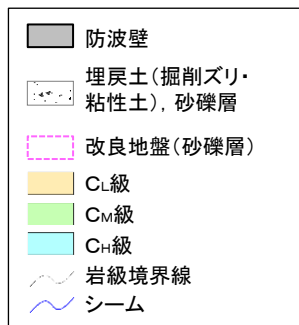 防波壁
埋戻土(掘削ズリ・
粘性土),砂礫層
改良地盤(砂礫層)
CL級
CM級
CH級
岩級境界線
シーム